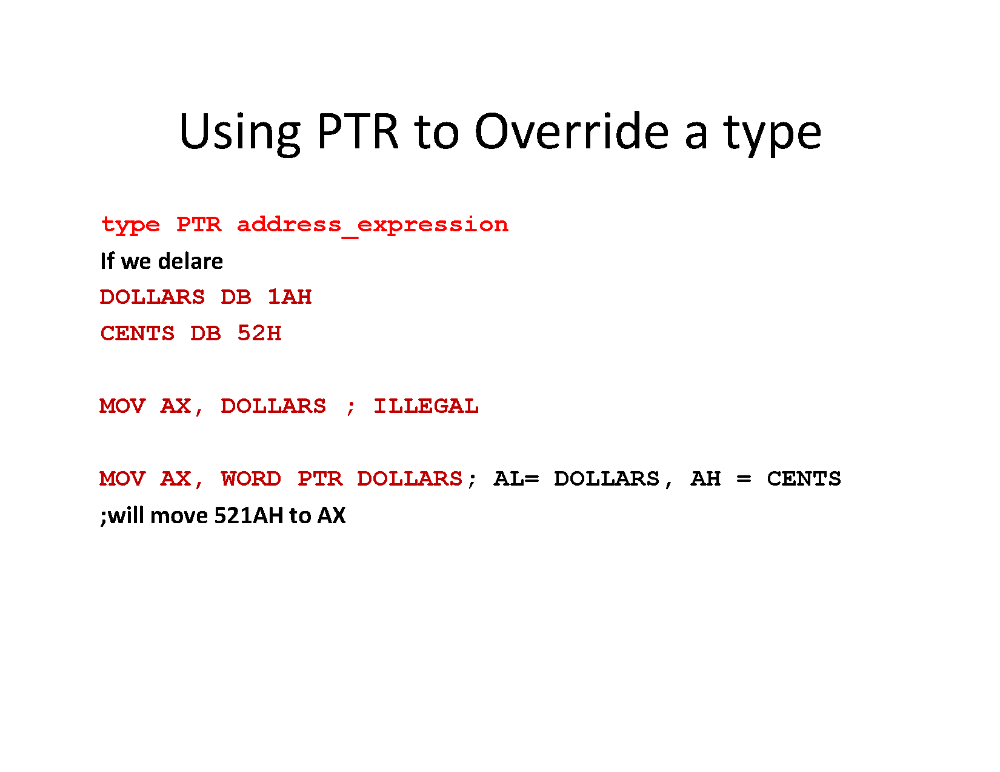 Using PTR to Override a type
type PTR address_expression
If we delare
DOLLARS DB 1AH
CENTS DB 52H
MOV AX, DOLLARS ; ILLEGAL
MOV AX, WORD PTR DOLLARS; AL= DOLLARS, AH = CENTS
;will move 521AH to AX